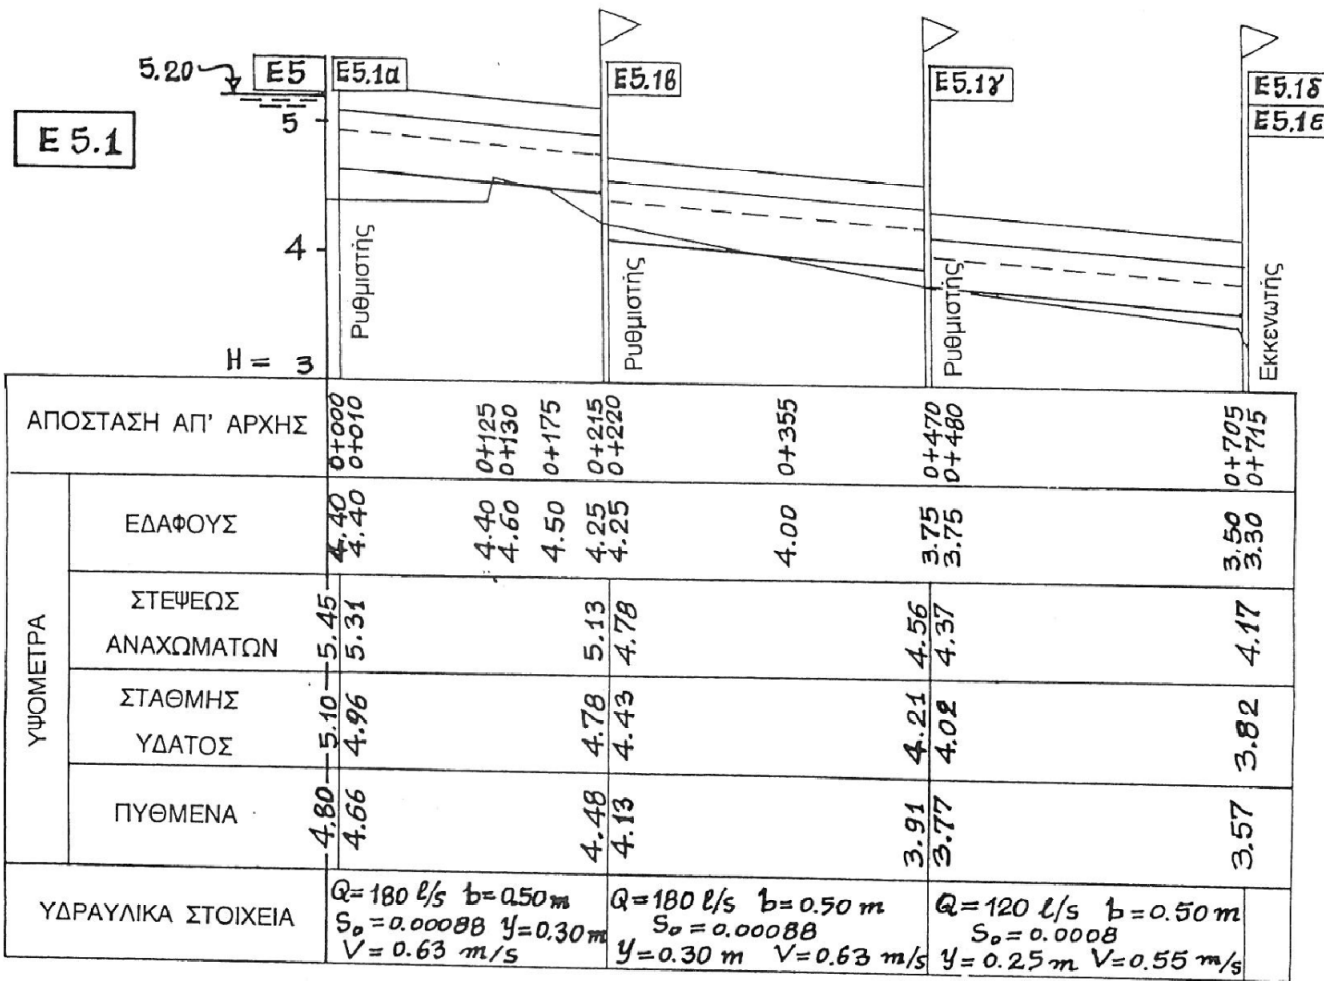 5.20
E5
E5.1α
E5.1β
E5.1γ
E5.1δ
E5.1ε
E 5.1
5
4
H = 3
Ρυθμιστής
Ρυθμιστής
Ρυθμιστής
Εκκενωτής
ΑΠΟΣΤΑΣΗ ΑΠ' ΑΡΧΗΣ
0+000
0+010
0+125
0+130
0+175
0+215
0+220
0+355
0+470
0+480
0+705
0+715
ΥΨΟΜΕΤΡΑ
ΕΔΑΦΟΥΣ
4.40
4.40
4.40
4.60
4.50
4.25
4.25
4.00
3.75
3.75
3.50
3.30
ΣΤΕΨΕΩΣ
ΑΝΑΧΩΜΑΤΩΝ
5.45
5.31
5.13
4.78
4.56
4.37
4.17
ΣΤΑΘΜΗΣ
ΥΔΑΤΟΣ
5.10
4.96
4.78
4.43
4.21
4.02
3.82
ΠΥΘΜΕΝΑ
4.80
4.66
4.48
4.13
3.91
3.77
3.57
ΥΔΡΑΥΛΙΚΑ ΣΤΟΙΧΕΙΑ
Q=180 l/s b=0.50 m
So=0.00088 y=0.30 m
V=0.63 m/s
Q=180 l/s b=0.50 m
So=0.00088
y=0.30 m V=0.63 m/s
Q=120 l/s b=0.50 m
So=0.0008
y=0.25 m V=0.55 m/s